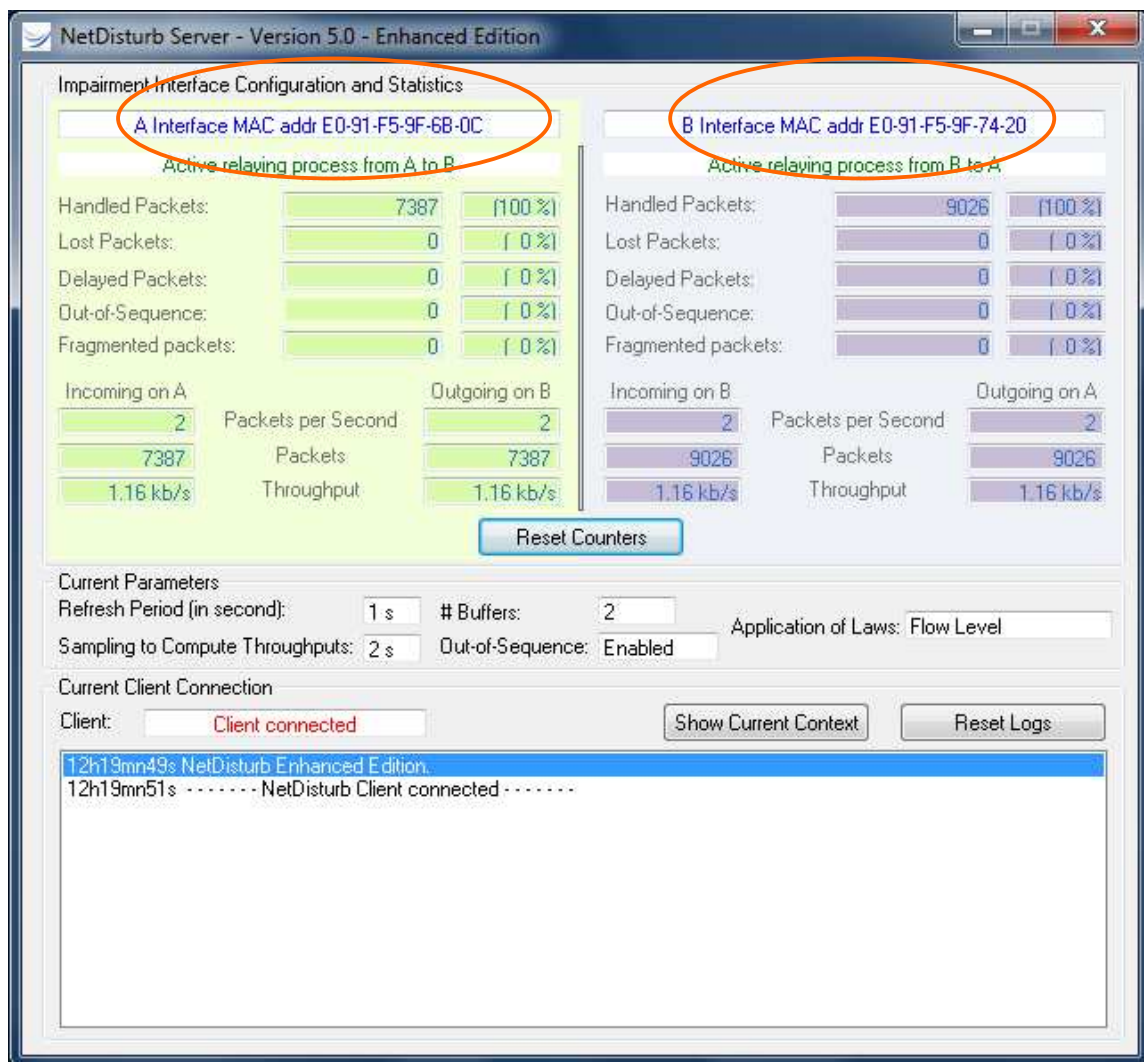 NetDisturb Server - Version 5.0 - Enhanced Edition
Impairment Interface Configuration and Statistics
A Interface MAC addr E0-91-F5-9F-6B-0C
Active relaying process from A to B
Handled Packets: 7387 (100 %)
Lost Packets: 0 ( 0 %)
Delayed Packets: 0 ( 0 %)
Out-of-Sequence: 0 ( 0 %)
Fragmented packets: 0 ( 0 %)
Incoming on A Outgoing on B
2 Packets per Second 2
7387 Packets 7387
1.16 kb/s Throughput 1.16 kb/s
B Interface MAC addr E0-91-F5-9F-74-20
Active relaying process from B to A
Handled Packets: 9026 (100 %)
Lost Packets: 0 ( 0 %)
Delayed Packets: 0 ( 0 %)
Out-of-Sequence: 0 ( 0 %)
Fragmented packets: 0 ( 0 %)
Incoming on B Outgoing on A
2 Packets per Second 2
9026 Packets 9026
1.16 kb/s Throughput 1.16 kb/s
Reset Counters
Current Parameters
Refresh Period (in second): 1 s # Buffers: 2
Application of Laws: Flow Level
Sampling to Compute Throughputs: 2 s Out-of-Sequence: Enabled
Current Client Connection
Client: Client connected Show Current Context Reset Logs
12h19mn49s NetDisturb Enhanced Edition.
12h19mn51s - - - - - - - NetDisturb Client connected - - - - - - -